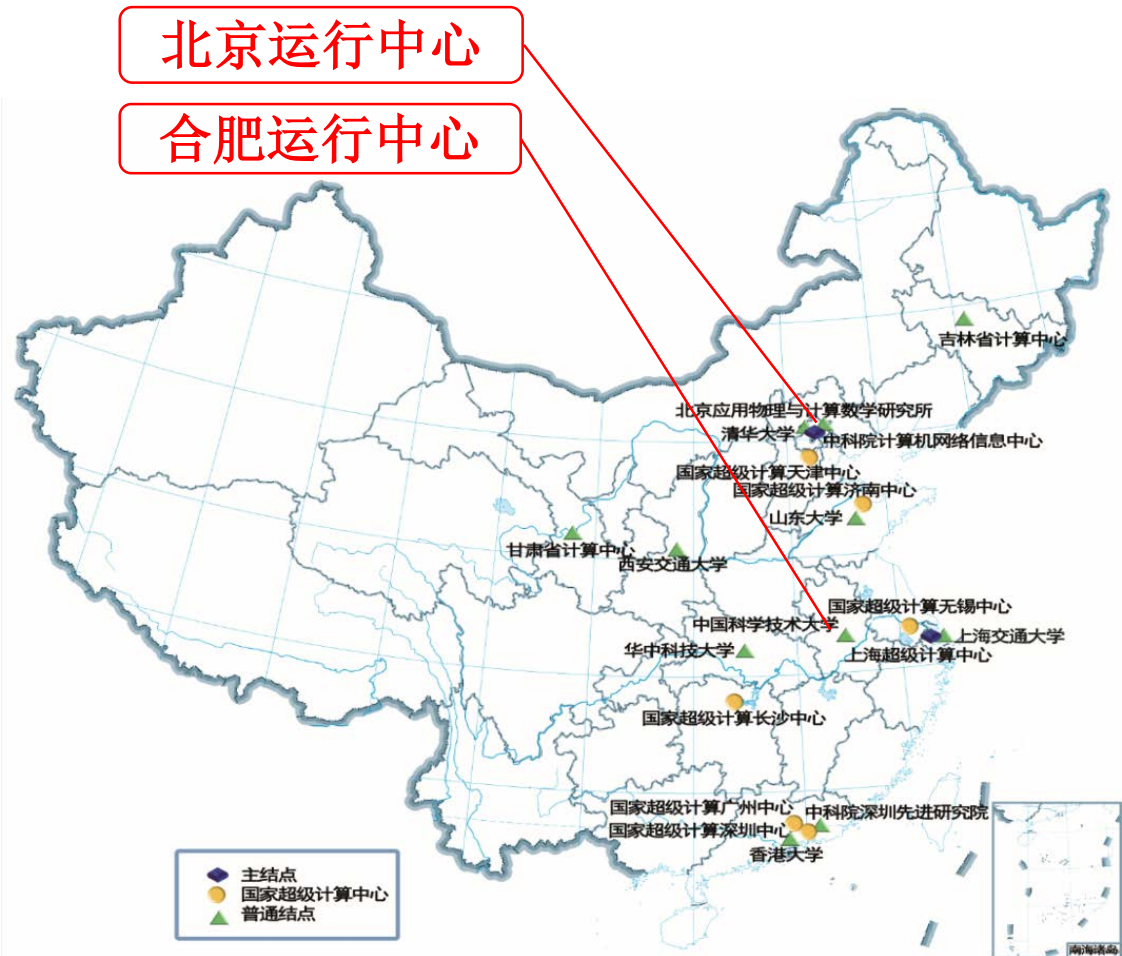 北京运行中心
合肥运行中心
吉林省计算中心
北京应用物理与计算数学研究所
清华大学
中科院计算机网络信息中心
国家超级计算天津中心
国家超级计算济南中心
山东大学
甘肃省计算中心
西安交通大学
国家超级计算无锡中心
中国科学技术大学
上海交通大学
华中科技大学
上海超级计算中心
国家超级计算长沙中心
国家超级计算广州中心
中科院深圳先进研究院
国家超级计算深圳中心
香港大学
主结点
国家超级计算中心
普通结点
南海诸岛